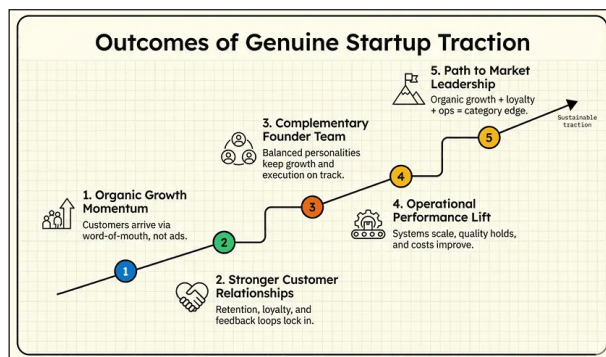 Outcomes of Genuine Startup Traction
1. Organic Growth
Momentum
Customers arrive via
word-of-mouth, not ads.
1
2
2. Stronger Customer
Relationships
Retention, loyalty, and
feedback loops lock in.
3. Complementary
Founder Team
Balanced personalities
keep growth and
execution on track.
3
4
4. Operational
Performance Lift
Systems scale, quality holds,
and costs improve.
5. Path to Market
Leadership
Organic growth + loyalty
+ ops = category edge.
5
Sustainable
traction